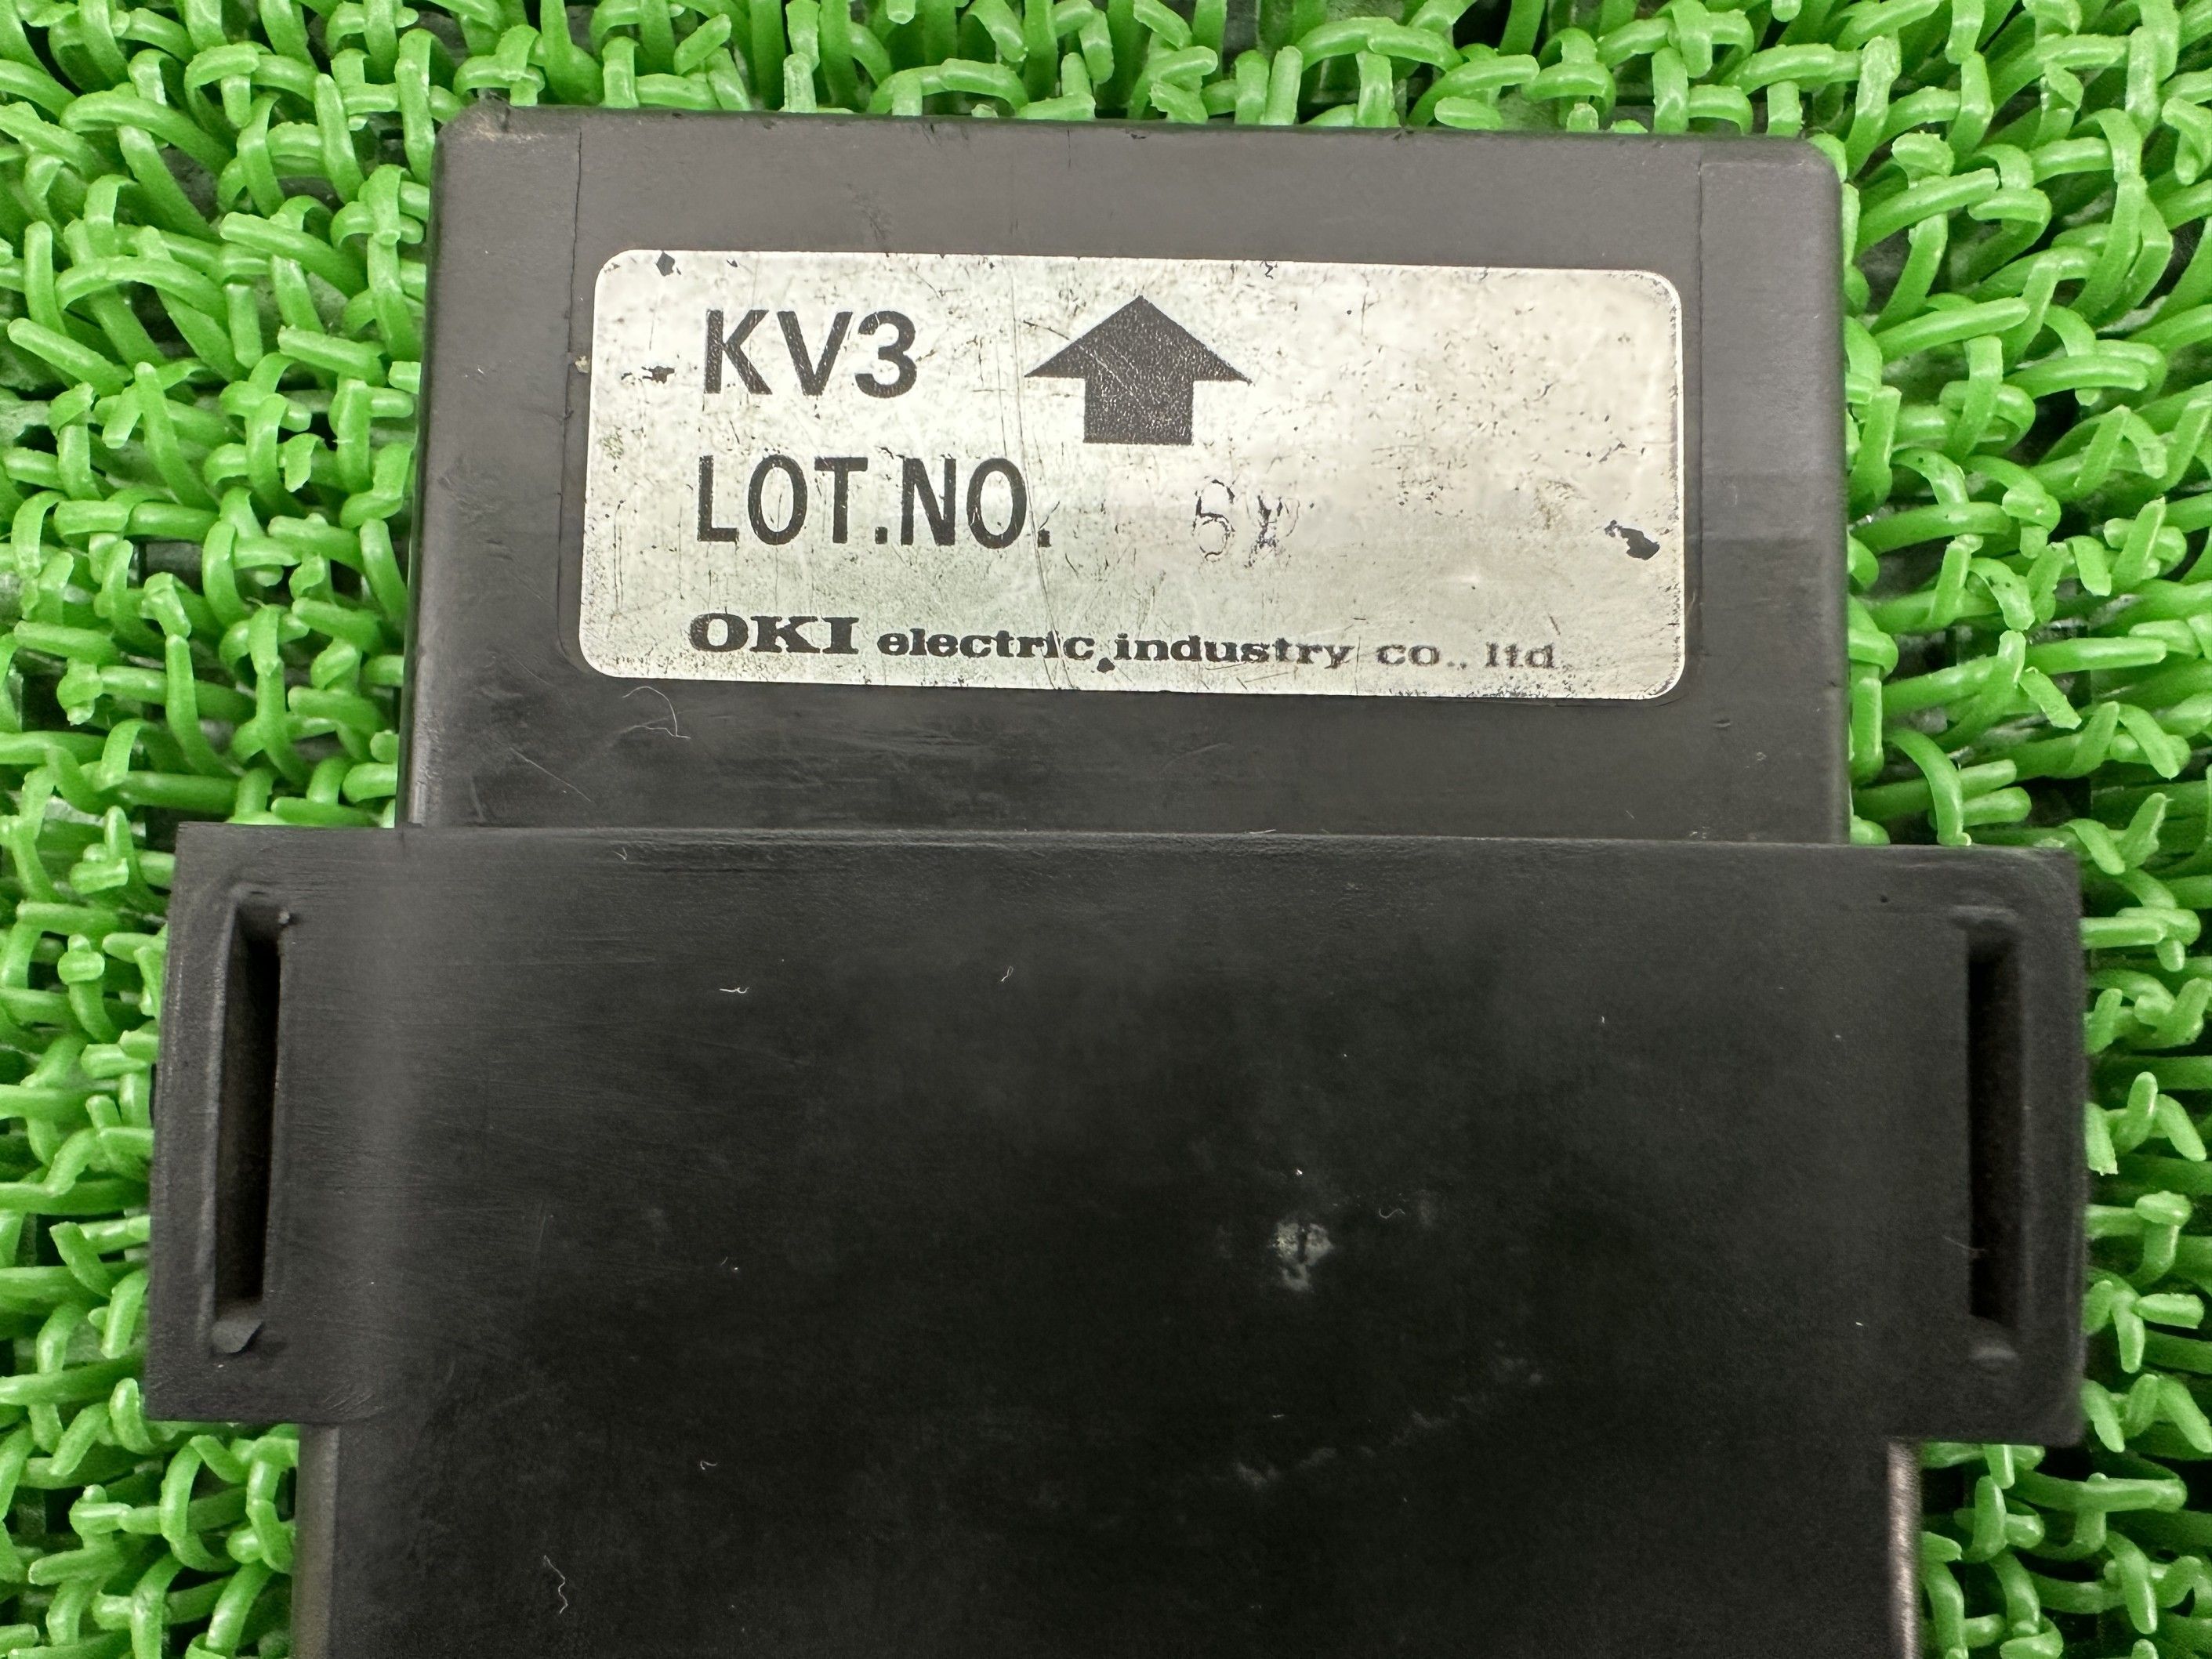 KV3
LOT.NO.
OKI electric industry co., ltd